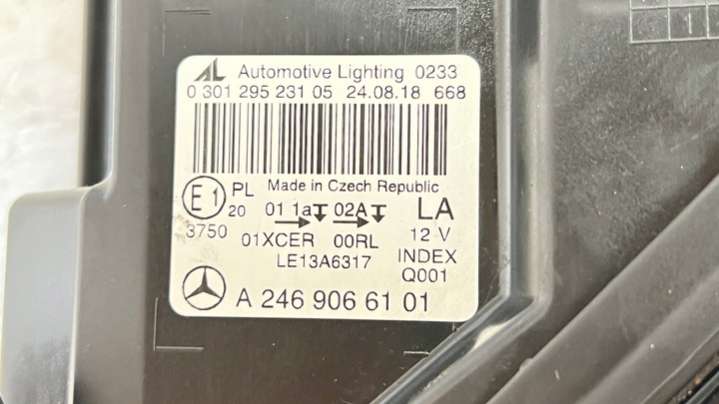 AL Automotive Lighting 0233
0 301 295 231 05 24.08.18 668
Made in Czech Republic
E1 PL 20 01 1a 02A LA
3750 01XCER 00RL 12 V
LE13A6317 INDEX
Q001
A 246 906 61 01
1